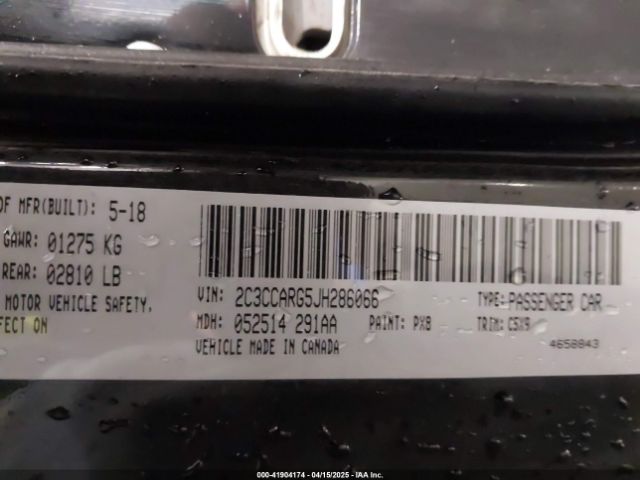 OF MFR(BUILT): 5-18
GAWR: 01275 KG
REAR: 02810 LB
MOTOR VEHICLE SAFETY,
FECT ON
VIN: 2C3CCARG5JH286066
TYPE: PASSENGER CAR
MDH: 052514 291AA
PAINT: PX8
TRIM: C5X9
VEHICLE MADE IN CANADA
4658843
000-41904174 - 04/15/2025 - IAA Inc.